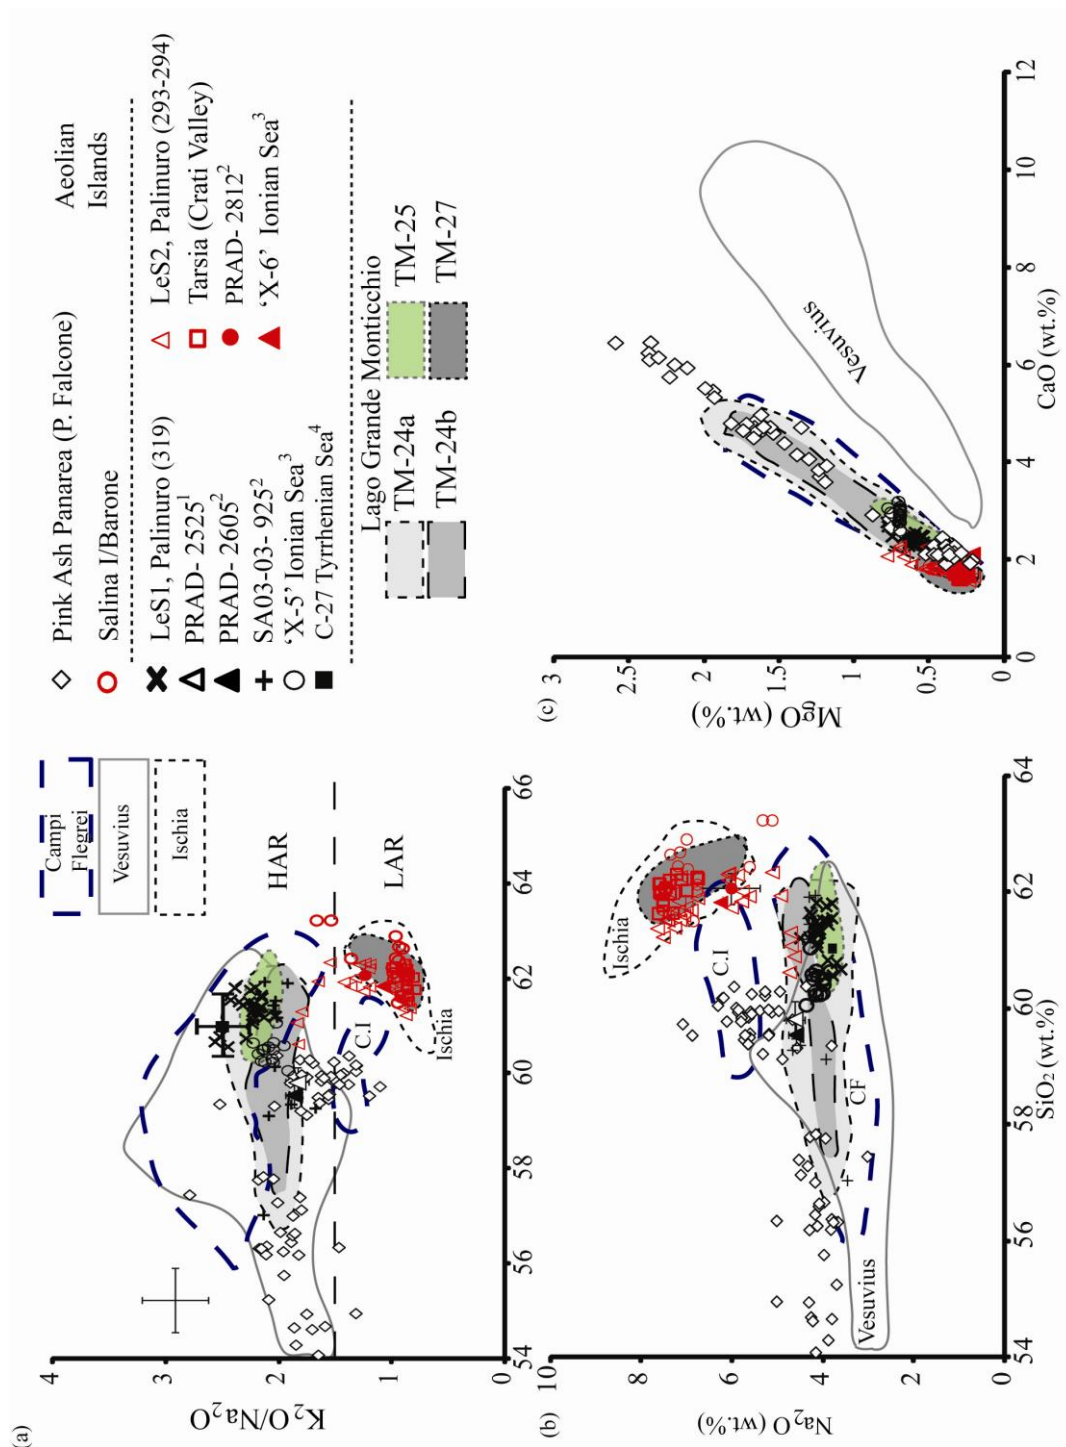 (a)
4
3
2
1
0
K₂O/Na₂O
54
56
58
60
62
64
66
HAR
LAR
C.I
Ischia
Campi
Flegrei
Vesuvius
Ischia
◇ Pink Ash Panarea (P. Falcone)
Salina I/Barone
Aeolian
Islands
LeS1, Palinuro (319)
PRAD- 2525¹
PRAD- 2605²
SA03-03- 925²
‘X-5’ Ionian Sea³
C-27 Tyrrhenian Sea⁴
LeS2, Palinuro (293-294)
Tarsia (Crati Valley)
PRAD- 2812²
‘X-6’ Ionian Sea³
Lago Grande Monticchio
TM-24a
TM-24b
TM-25
TM-27
(b)
10
8
6
4
2
0
Na₂O (wt.%)
54
56
58
60
62
64
SiO₂ (wt.%)
Ischia
C.I
CF
Vesuvius
(c)
3
2.5
2
1.5
1
0.5
0
MgO (wt.%)
0
2
4
6
8
10
12
CaO (wt.%)
Vesuvius